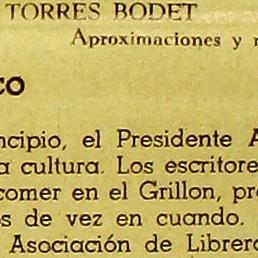 TORRES BODET
Aproximaciones y
co
ncipio, el Presidente A
a cultura. Los escritore
comer en el Grillon, pr
s de vez en cuando.
Asociación de Librer